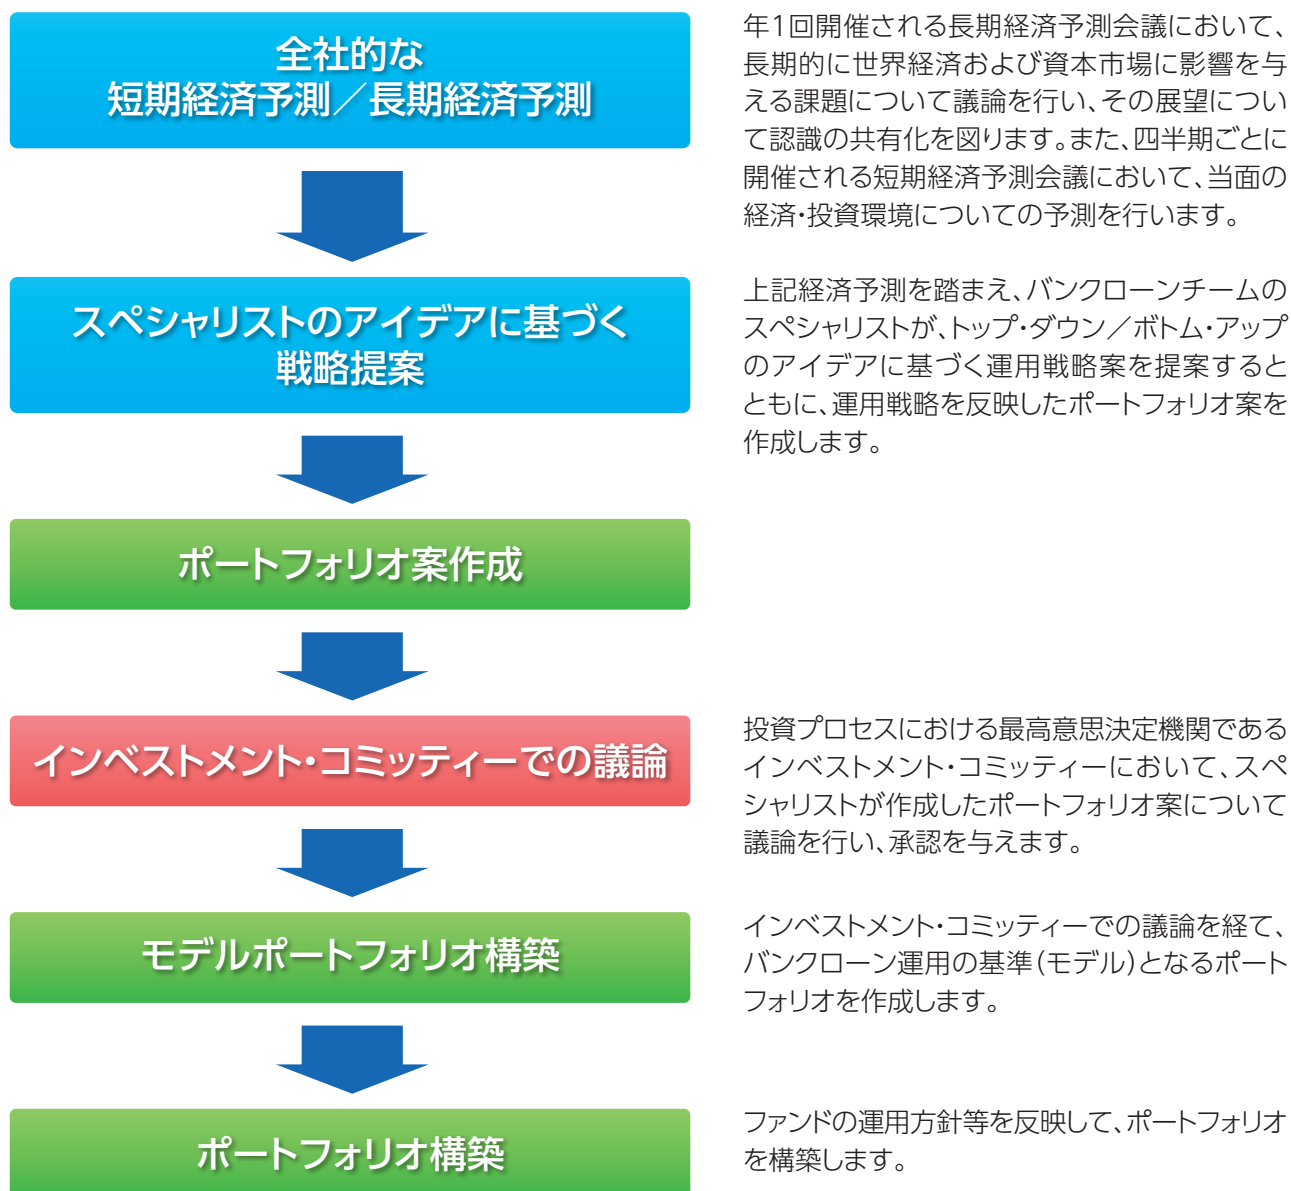 全社的な
短期経済予測／長期経済予測
年1回開催される長期経済予測会議において、
長期的に世界経済および資本市場に影響を与
える課題について議論を行い、その展望につい
て認識の共有化を図ります。また、四半期ごとに
開催される短期経済予測会議において、当面の
経済・投資環境についての予測を行います。
スペシャリストのアイデアに基づく
戦略提案
上記経済予測を踏まえ、バンクローンチームの
スペシャリストが、トップ・ダウン／ボトム・アップ
のアイデアに基づく運用戦略案を提案すると
ともに、運用戦略を反映したポートフォリオ案を
作成します。
ポートフォリオ案作成
インベストメント・コミッティーでの議論
投資プロセスにおける最高意思決定機関である
インベストメント・コミッティーにおいて、スペ
シャリストが作成したポートフォリオ案について
議論を行い、承認を与えます。
モデルポートフォリオ構築
インベストメント・コミッティーでの議論を経て、
バンクローン運用の基準（モデル）となるポート
フォリオを作成します。
ポートフォリオ構築
ファンドの運用方針等を反映して、ポートフォリオ
を構築します。